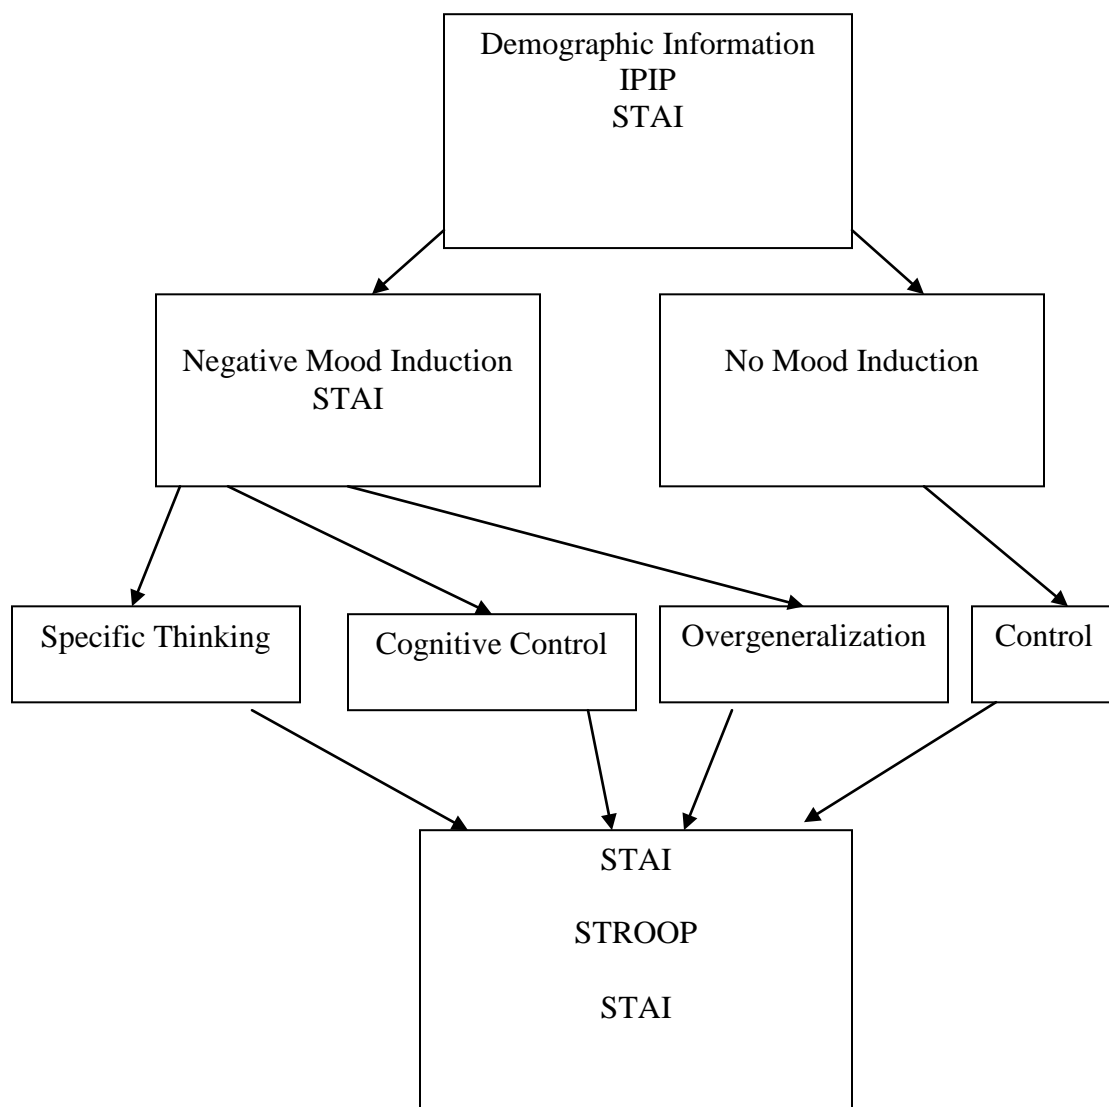 Demographic Information
IPIP
STAI
Negative Mood Induction
STAI
No Mood Induction
Specific Thinking
Cognitive Control
Overgeneralization
Control
STAI
STROOP
STAI